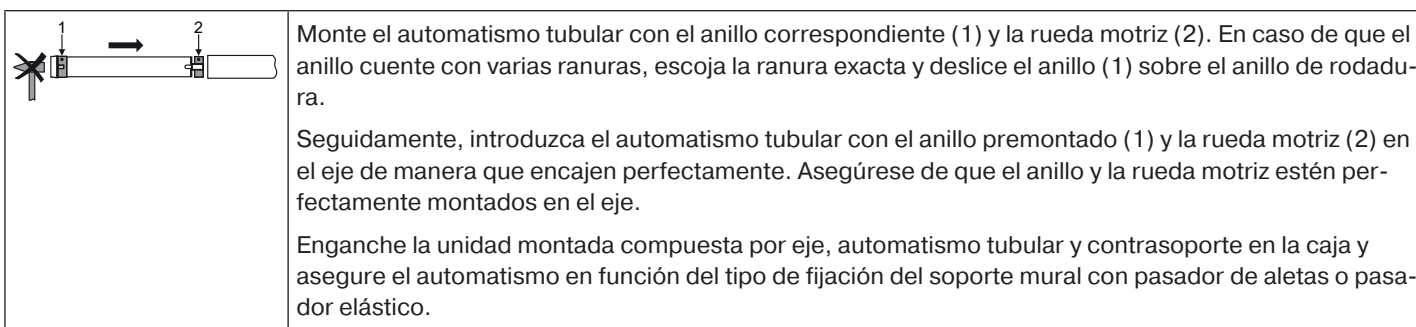 1 2
Monte el automatismo tubular con el anillo correspondiente (1) y la rueda motriz (2). En caso de que el
anillo cuente con varias ranuras, escoja la ranura exacta y deslice el anillo (1) sobre el anillo de rodadu-
ra.
Seguidamente, introduzca el automatismo tubular con el anillo premontado (1) y la rueda motriz (2) en
el eje de manera que encajen perfectamente. Asegúrese de que el anillo y la rueda motriz estén per-
fectamente montados en el eje.
Enganche la unidad montada compuesta por eje, automatismo tubular y contrasoporte en la caja y
asegure el automatismo en función del tipo de fijación del soporte mural con pasador de aletas o pasa-
dor elástico.